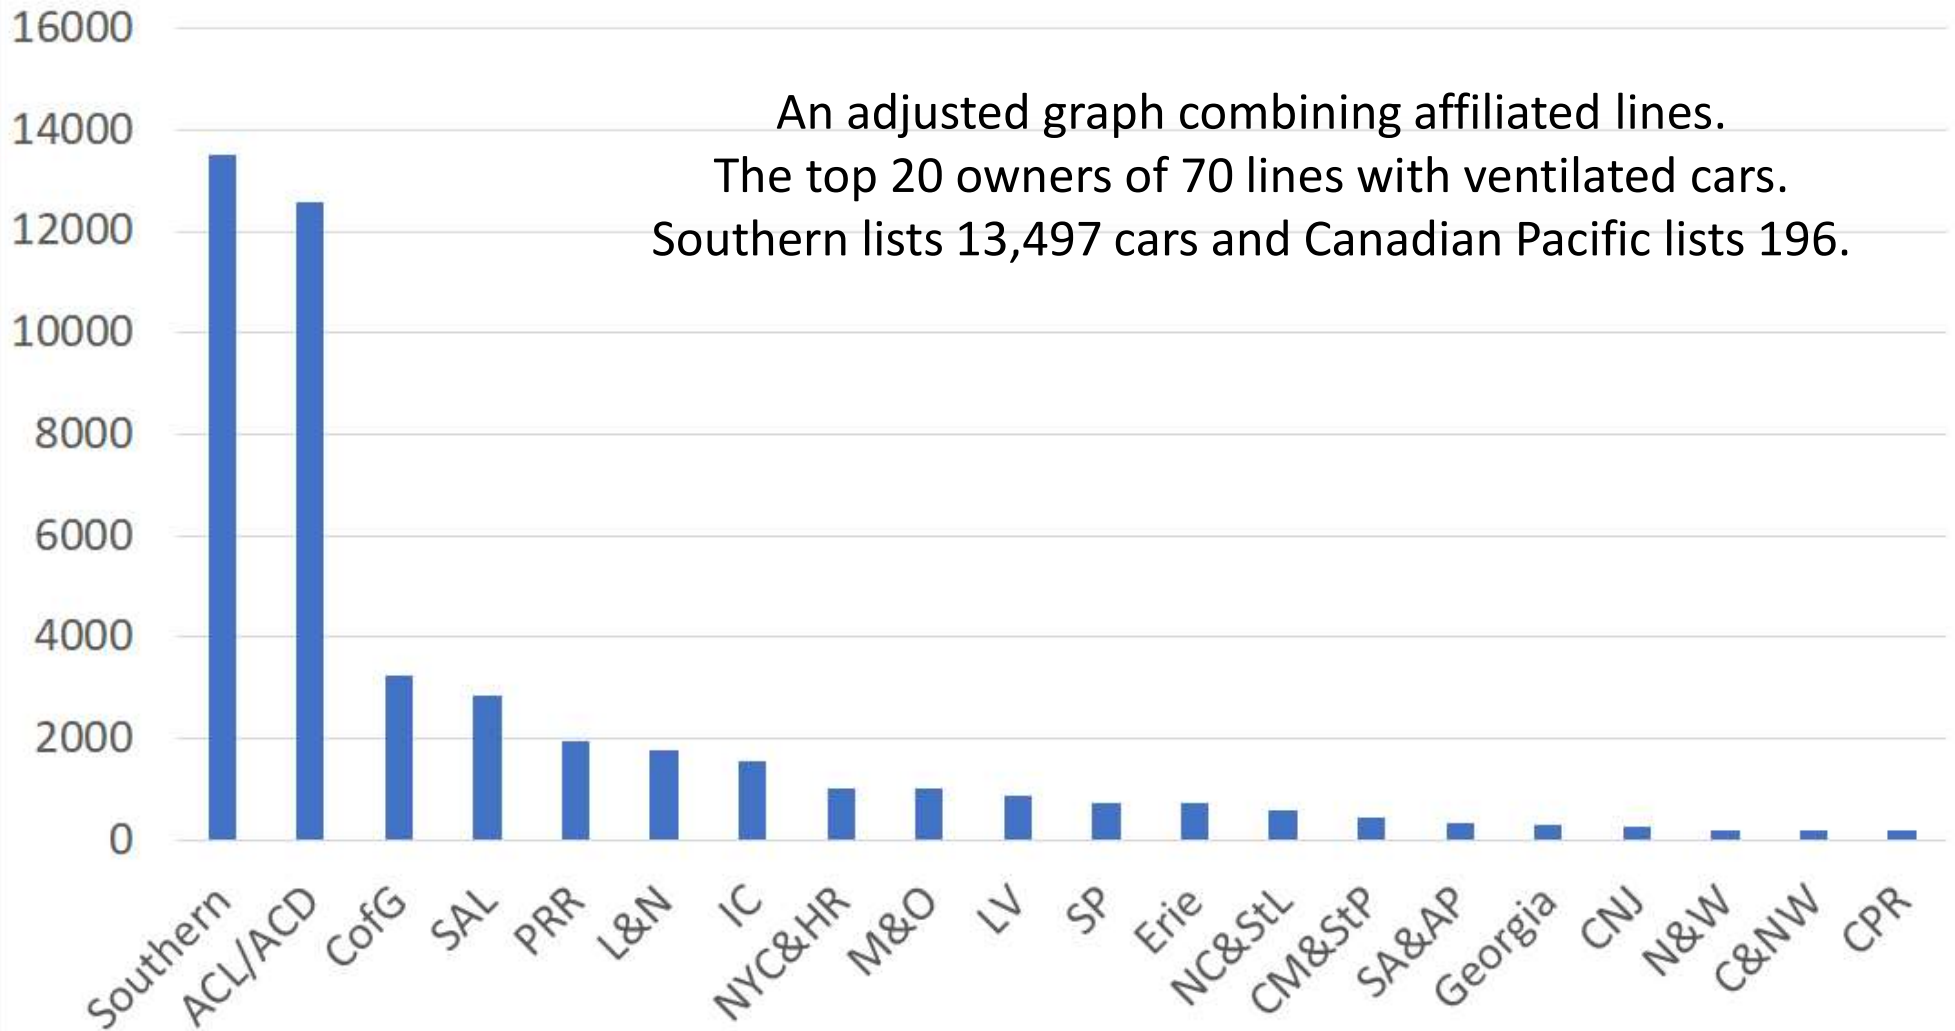 16000
14000
12000
10000
8000
6000
4000
2000
0
An adjusted graph combining affiliated lines.
The top 20 owners of 70 lines with ventilated cars.
Southern lists 13,497 cars and Canadian Pacific lists 196.
Southern
ACL/ACD
CofG
SAL
PRR
L&N
IC
NYC&HR
M&O
LV
SP
Erie
NC&StL
CM&StP
SA&AP
Georgia
CNJ
N&W
C&NW
CPR